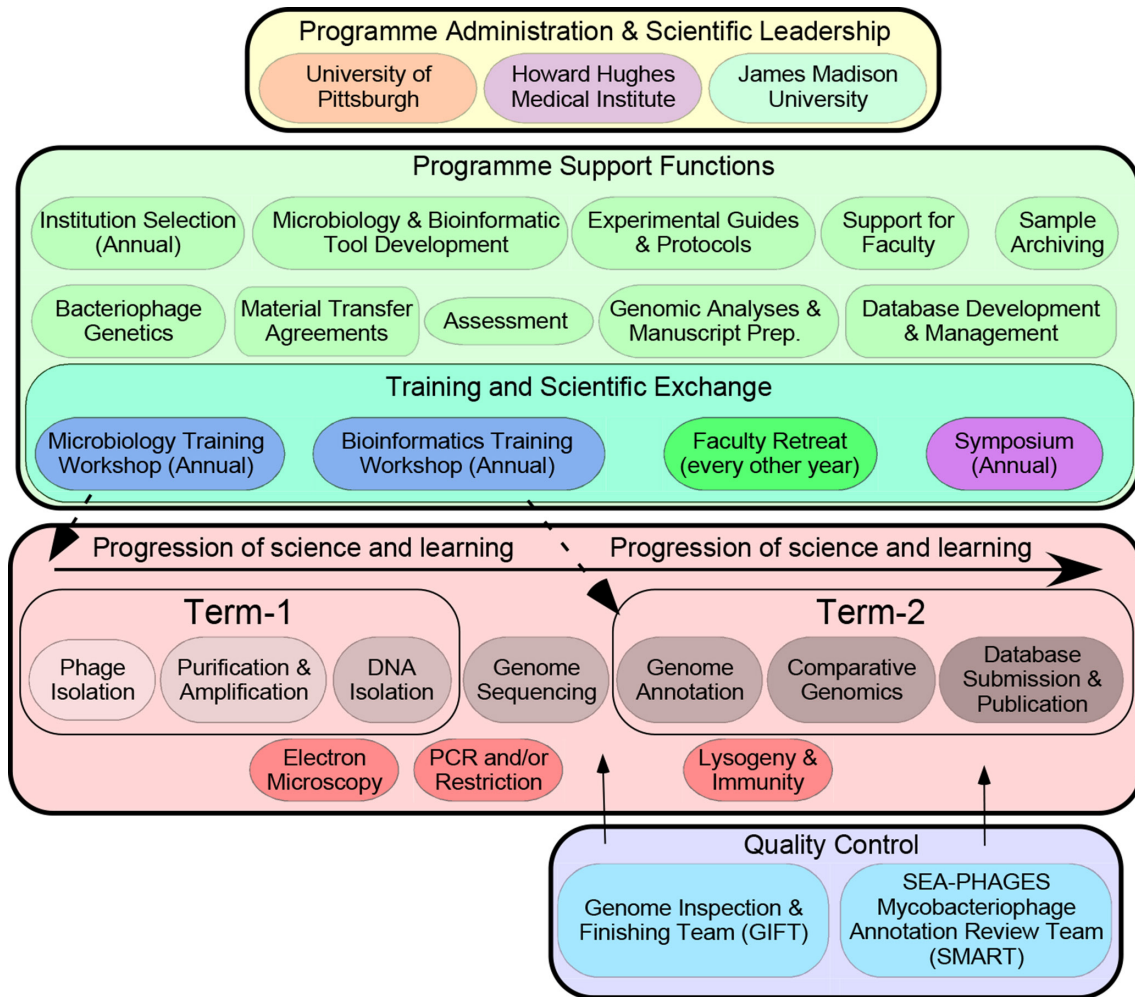 Programme Administration & Scientific Leadership
University of
Pittsburgh
Howard Hughes
Medical Institute
James Madison
University
Programme Support Functions
Institution Selection
(Annual)
Microbiology & Bioinformatic
Tool Development
Experimental Guides
& Protocols
Support for
Faculty
Sample
Archiving
Bacteriophage
Genetics
Material Transfer
Agreements
Assessment
Genomic Analyses &
Manuscript Prep.
Database Development
& Management
Training and Scientific Exchange
Microbiology Training
Workshop (Annual)
Bioinformatics Training
Workshop (Annual)
Faculty Retreat
(every other year)
Symposium
(Annual)
Progression of science and learning
Progression of science and learning
Term-1
Phage
Isolation
Purification &
Amplification
DNA
Isolation
Genome
Sequencing
Term-2
Genome
Annotation
Comparative
Genomics
Database
Submission &
Publication
Electron
Microscopy
PCR and/or
Restriction
Lysogeny &
Immunity
Quality Control
Genome Inspection &
Finishing Team (GIFT)
SEA-PHAGES
Mycobacteriophage
Annotation Review Team
(SMART)